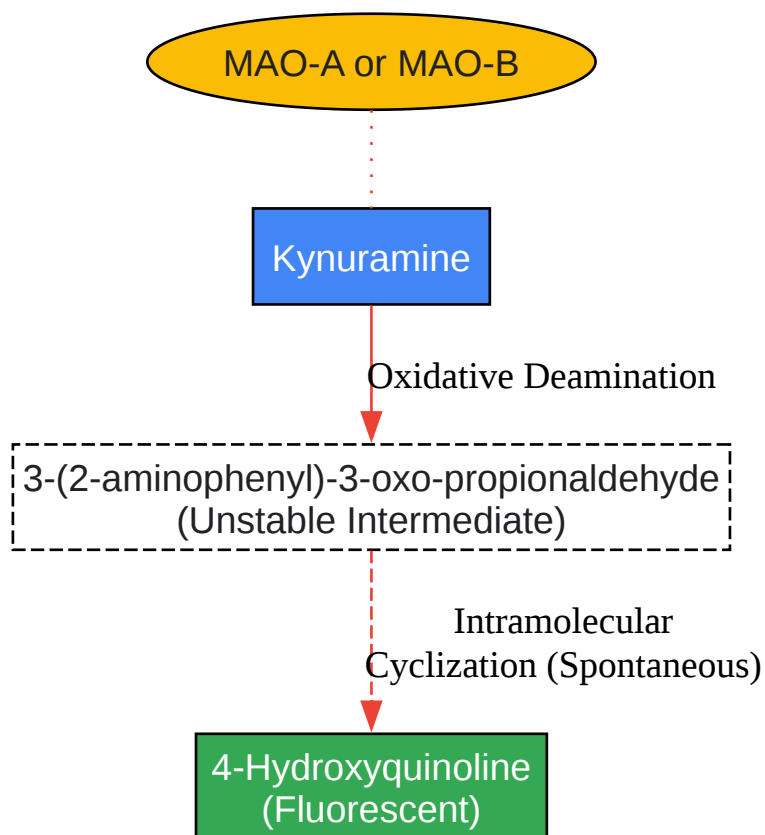 MAO-A or MAO-B
Kynuramine
Oxidative Deamination
3-(2-aminophenyl)-3-oxo-propionaldehyde
(Unstable Intermediate)
Intramolecular
Cyclization (Spontaneous)
4-Hydroxyquinoline
(Fluorescent)